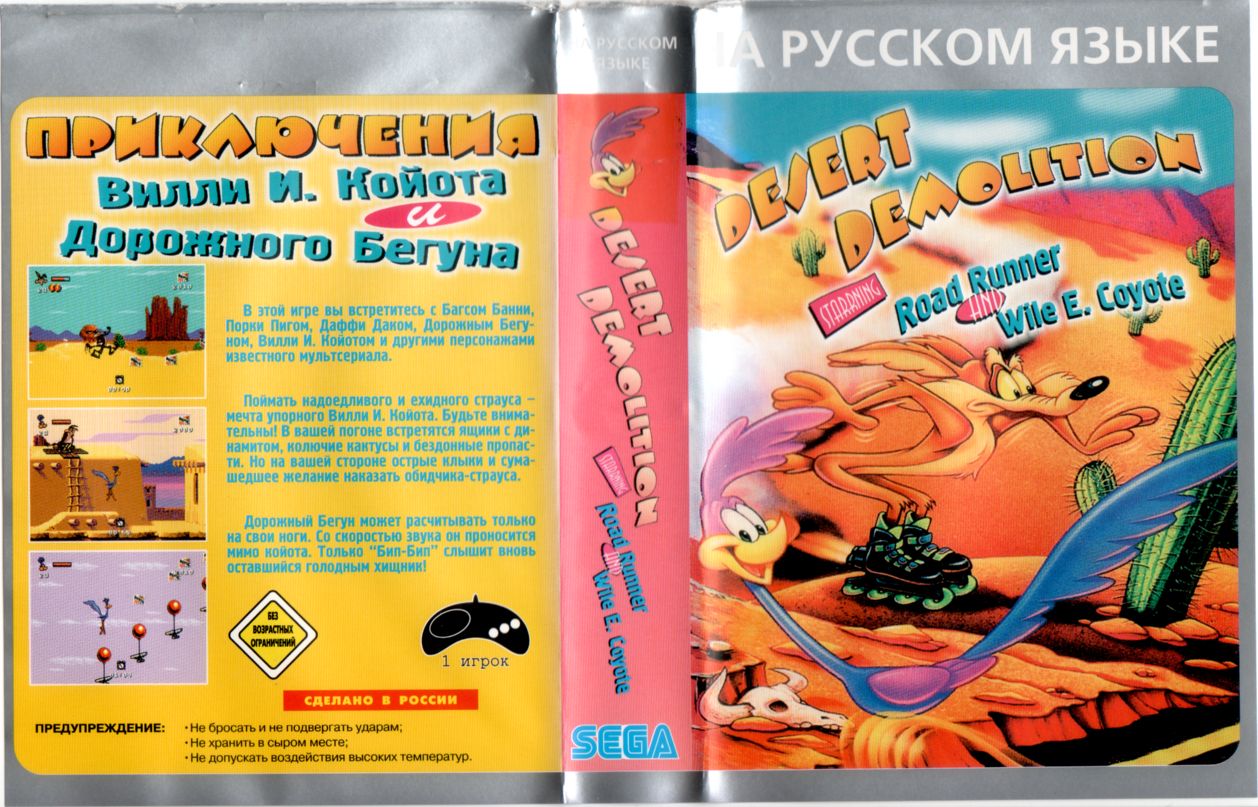 ПРИКЛЮЧЕНИЯ
Вилли И. Койота
и
Дорожного Бегуна
В этой игре вы встретитесь с Багсом Банни,
Порки Пигом, Даффи Даком, Дорожным Бегу-
ном, Вилли И. Койотом и другими персонажами
известного мультсериала.
Поймать надоедливого и ехидного страуса –
мечта упорного Вилли И. Койота. Будьте внима-
тельны! В вашей погоне встретятся ящики с ди-
намитом, колючие кактусы и бездонные пропас-
ти. Но на вашей стороне острые клыки и сума-
шедшее желание наказать обидчика-страуса.
Дорожный Бегун может расчитывать только
на свои ноги. Со скоростью звука он проносится
мимо койота. Только “Бип-Бип” слышит вновь
оставшийся голодным хищник!
БЕЗ
ВОЗРАСТНЫХ
ОГРАНИЧЕНИЙ
1 игрок
СДЕЛАНО В РОССИИ
ПРЕДУПРЕЖДЕНИЕ:
• Не бросать и не подвергать ударам;
• Не хранить в сыром месте;
• Не допускать воздействия высоких температур.
НА РУССКОМ
ЯЗЫКЕ
DESERT
DEMOLITION
STARRNING
Road Runner
AND
Wile E. Coyote
SEGA
НА РУССКОМ ЯЗЫКЕ
DESERT
DEMOLITION
STARRNING
Road Runner
AND
Wile E. Coyote